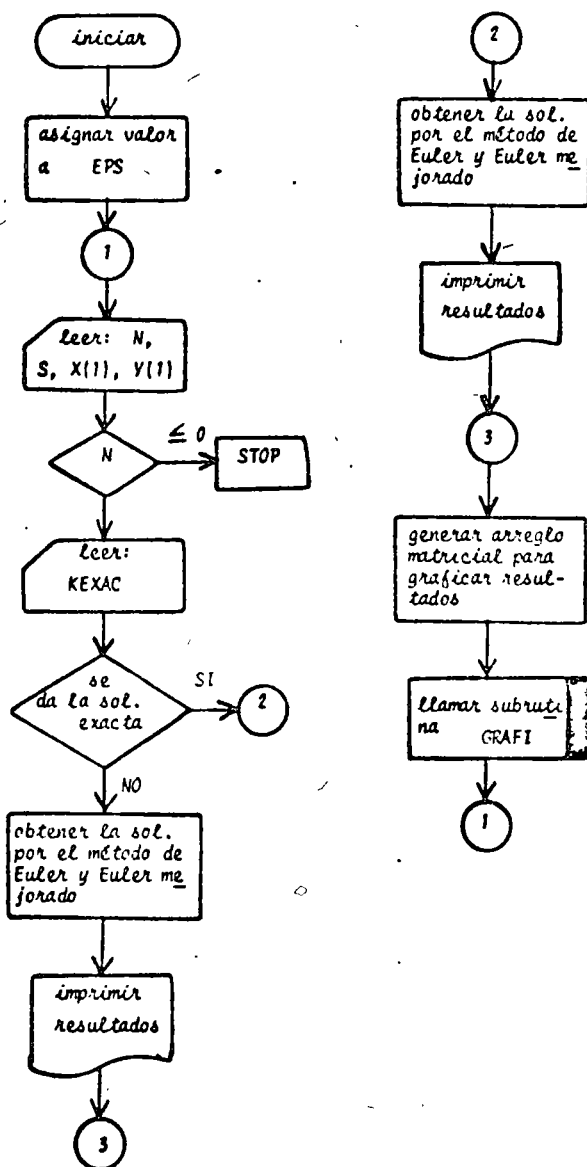 iniciar
asignar valor
a EPS
1
leer: N,
S, X(1), Y(1)
N
≤ 0
STOP
leer:
KEXAC
se
da la sol.
exacta
SI
2
NO
obtener la sol.
por el método de
Euler y Euler me
jorado
imprimir
resultados
3
2
obtener la sol.
por el método de
Euler y Euler me
jorado
imprimir
resultados
3
generar arreglo
matricial para
graficar resul-
tados
llamar subruti
na GRAFI
1